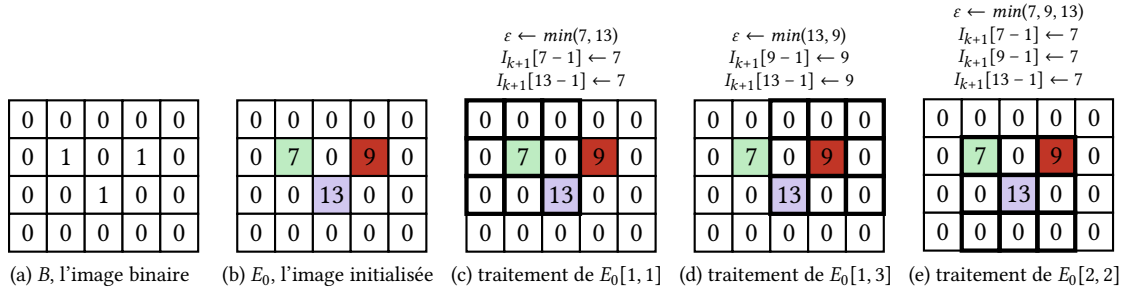 ε ← min(7, 13)
I_{k+1}[7 − 1] ← 7
I_{k+1}[13 − 1] ← 7
ε ← min(13, 9)
I_{k+1}[9 − 1] ← 9
I_{k+1}[13 − 1] ← 9
ε ← min(7, 9, 13)
I_{k+1}[7 − 1] ← 7
I_{k+1}[9 − 1] ← 7
I_{k+1}[13 − 1] ← 7
0 0 0 0 0
0 1 0 1 0
0 0 1 0 0
0 0 0 0 0
(a) B, l'image binaire
0 0 0 0 0
0 7 0 9 0
0 0 13 0 0
0 0 0 0 0
(b) E₀, l'image initialisée
0 0 0 0 0
0 7 0 9 0
0 0 13 0 0
0 0 0 0 0
(c) traitement de E₀[1, 1]
0 0 0 0 0
0 7 0 9 0
0 0 13 0 0
0 0 0 0 0
(d) traitement de E₀[1, 3]
0 0 0 0 0
0 7 0 9 0
0 0 13 0 0
0 0 0 0 0
(e) traitement de E₀[2, 2]